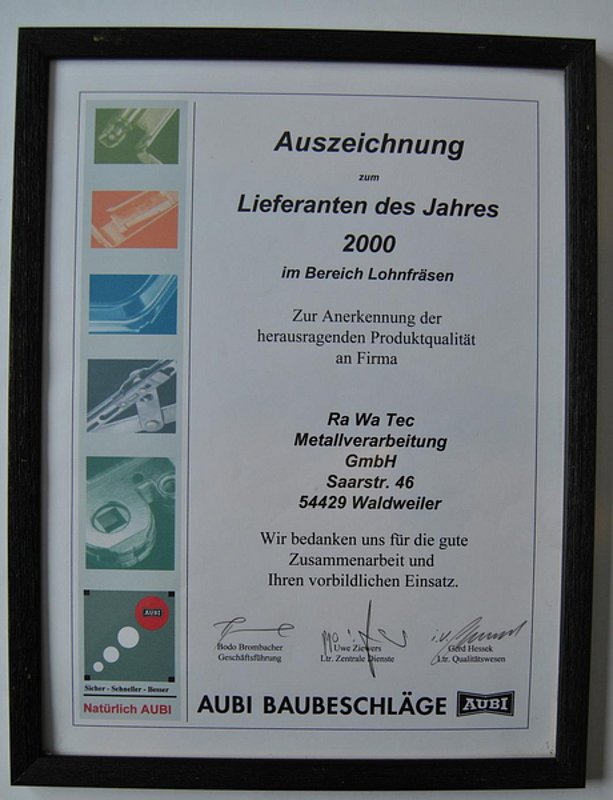 Auszeichnung
zum
Lieferanten des Jahres
2000
im Bereich Lohnfräsen
Zur Anerkennung der
herausragenden Produktqualität
an Firma
Ra Wa Tec
Metallverarbeitung
GmbH
Saarstr. 46
54429 Waldweiler
Wir bedanken uns für die gute
Zusammenarbeit und
Ihren vorbildlichen Einsatz.
Bodo Brombacher
Geschäftsführung
Uwe Ziewers
Ltr. Zentrale Dienste
Gerd Hessek
Ltr. Qualitätswesen
AUBI
Sicher - Schneller - Besser
Natürlich AUBI
AUBI BAUBESCHLÄGE AUBI